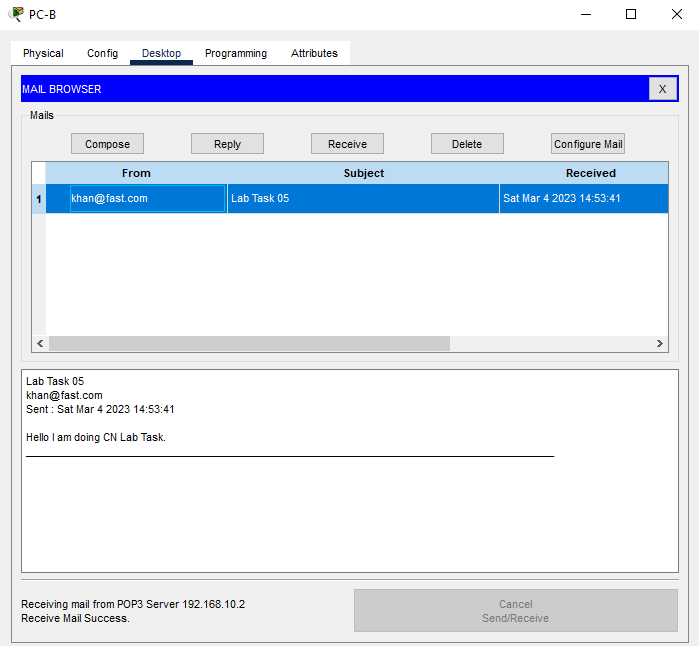 PC-B
Physical Config Desktop Programming Attributes
MAIL BROWSER X
Mails
Compose Reply Receive Delete Configure Mail
From Subject Received
1 khan@fast.com Lab Task 05 Sat Mar 4 2023 14:53:41
Lab Task 05
khan@fast.com
Sent : Sat Mar 4 2023 14:53:41
Hello I am doing CN Lab Task.
Receiving mail from POP3 Server 192.168.10.2
Receive Mail Success.
Cancel
Send/Receive